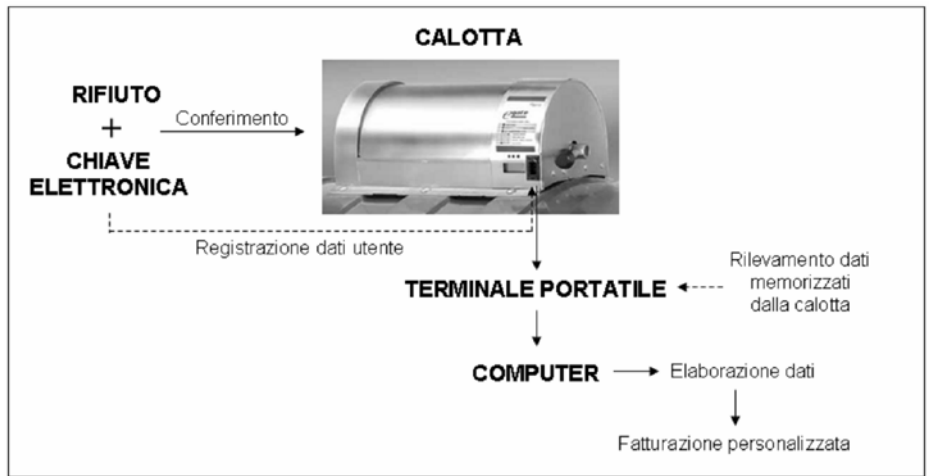 CALOTTA
RIFIUTO
+
CHIAVE
ELETTRONICA
Conferimento
Registrazione dati utente
TERMINALE PORTATILE
Rilevamento dati
memorizzati
dalla calotta
COMPUTER
Elaborazione dati
Fatturazione personalizzata